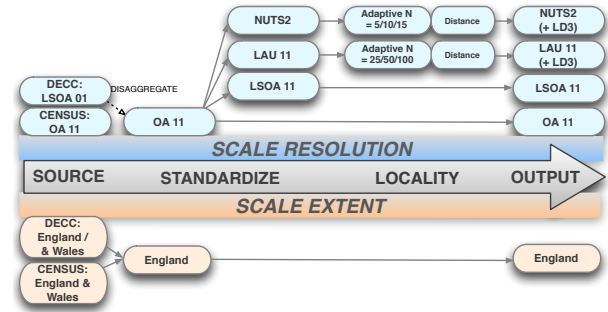 NUTS2
Adaptive N
= 5/10/15
Distance
NUTS2
(+ LD3)
LAU 11
Adaptive N
= 25/50/100
Distance
LAU 11
(+ LD3)
DECC:
LSOA 01
DISAGGREGATE
LSOA 11
LSOA 11
CENSUS:
OA 11
OA 11
OA 11
SCALE RESOLUTION
SOURCE STANDARDIZE LOCALITY OUTPUT
SCALE EXTENT
DECC:
England /
& Wales
England
England
CENSUS:
England &
Wales